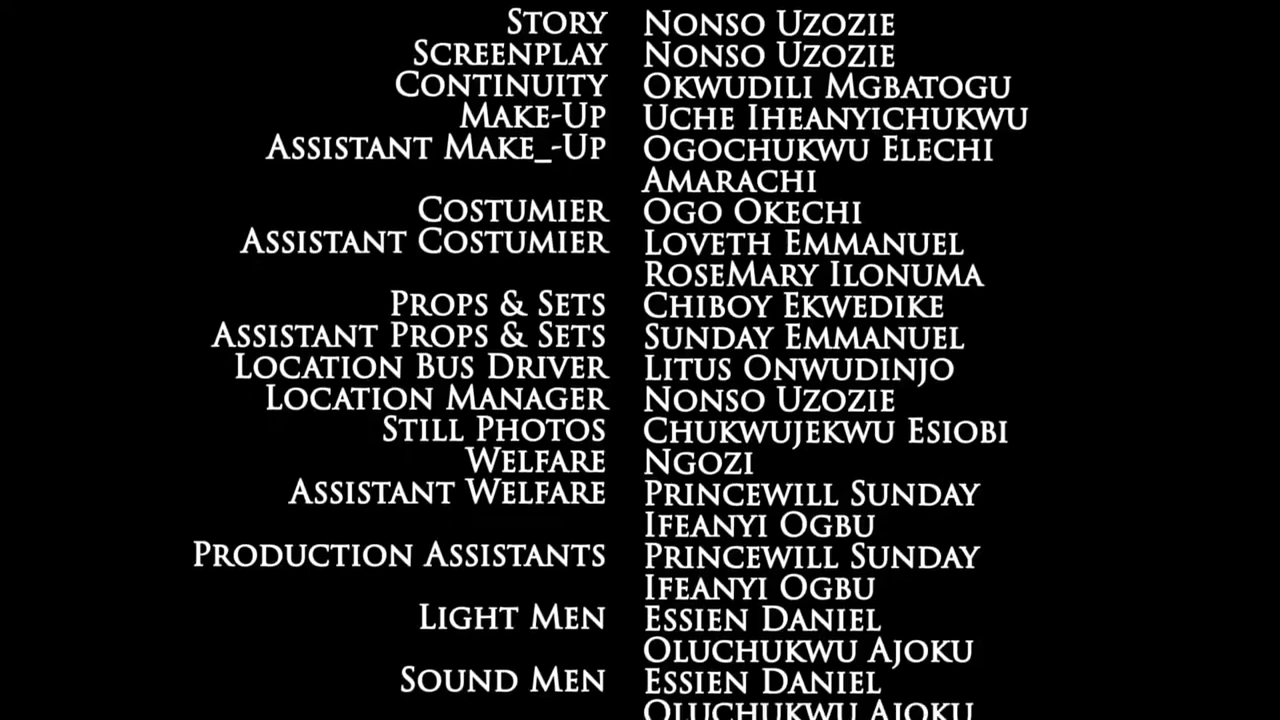 STORY NONSO UZOZIE
SCREENPLAY NONSO UZOZIE
CONTINUITY OKWUDILI MGBATOGU
MAKE-UP UCHE IHEANYICHUKWU
ASSISTANT MAKE_-UP OGOCHUKWU ELECHI
AMARACHI
COSTUMIER OGO OKECHI
ASSISTANT COSTUMIER LOVETH EMMANUEL
ROSEMARY ILONUMA
PROPS & SETS CHIBOY EKWEDIKE
ASSISTANT PROPS & SETS SUNDAY EMMANUEL
LOCATION BUS DRIVER LITUS ONWUDINJO
LOCATION MANAGER NONSO UZOZIE
STILL PHOTOS CHUKWUJEKWU ESIOBI
WELFARE NGOZI
ASSISTANT WELFARE PRINCEWILL SUNDAY
IFEANYI OGBU
PRODUCTION ASSISTANTS PRINCEWILL SUNDAY
IFEANYI OGBU
LIGHT MEN ESSIEN DANIEL
OLUCHUKWU AJOKU
SOUND MEN ESSIEN DANIEL
OLUCHUKWU AJOKU